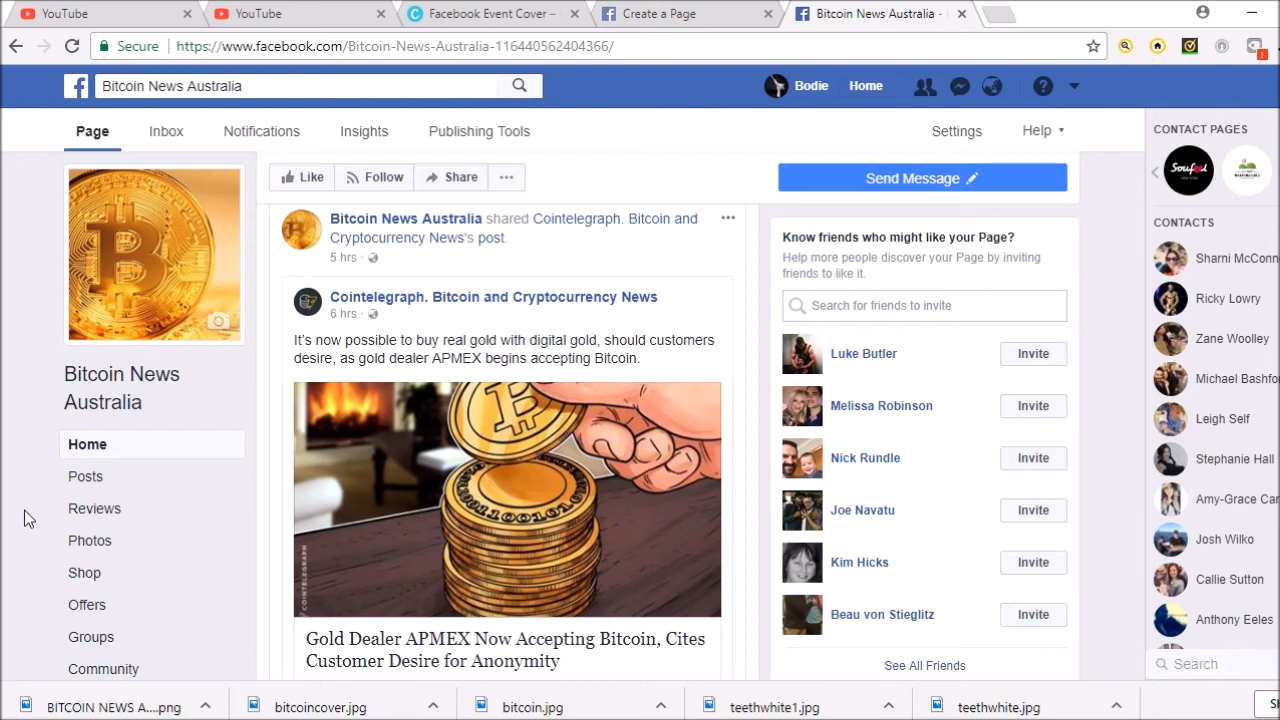 YouTube
YouTube
Facebook Event Cover –
Create a Page
Bitcoin News Australia -
Secure
https://www.facebook.com/Bitcoin-News-Australia-116440562404366/
Bitcoin News Australia
Bodie
Home
Page
Inbox
Notifications
Insights
Publishing Tools
Settings
Help
Like
Follow
Share
Send Message
Bitcoin News Australia
Home
Posts
Reviews
Photos
Shop
Offers
Groups
Community
Bitcoin News Australia shared Cointelegraph. Bitcoin and
Cryptocurrency News's post.
5 hrs
Cointelegraph. Bitcoin and Cryptocurrency News
6 hrs
It's now possible to buy real gold with digital gold, should customers
desire, as gold dealer APMEX begins accepting Bitcoin.
COINTELEGRAPH
Gold Dealer APMEX Now Accepting Bitcoin, Cites
Customer Desire for Anonymity
Know friends who might like your Page?
Help more people discover your Page by inviting
friends to like it.
Search for friends to invite
Luke Butler
Invite
Melissa Robinson
Invite
Nick Rundle
Invite
Joe Navatu
Invite
Kim Hicks
Invite
Beau von Stieglitz
Invite
See All Friends
CONTACT PAGES
Soufeel
CONTACTS
Sharni McConn
Ricky Lowry
Zane Woolley
Michael Bashfo
Leigh Self
Stephanie Hall
Amy-Grace Car
Josh Wilko
Callie Sutton
Anthony Eeles
Search
BITCOIN NEWS A....png
bitcoincover.jpg
bitcoin.jpg
teethwhite1.jpg
teethwhite.jpg